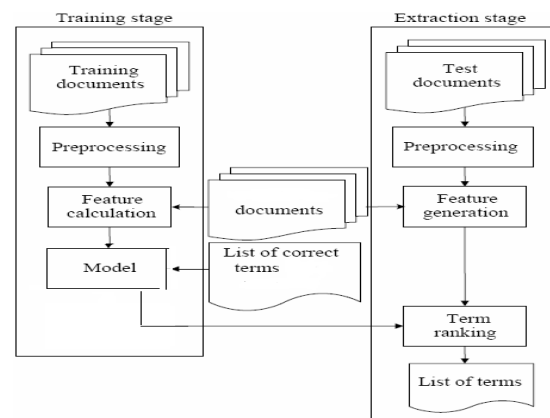 Training stage
Training
documents
Preprocessing
Feature
calculation
Model
documents
List of correct
terms
Extraction stage
Test
documents
Preprocessing
Feature
generation
Term
ranking
List of terms